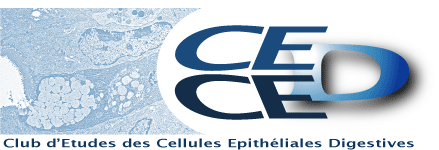 CE
CE D
Club d'Etudes des Cellules Epithéliales Digestives